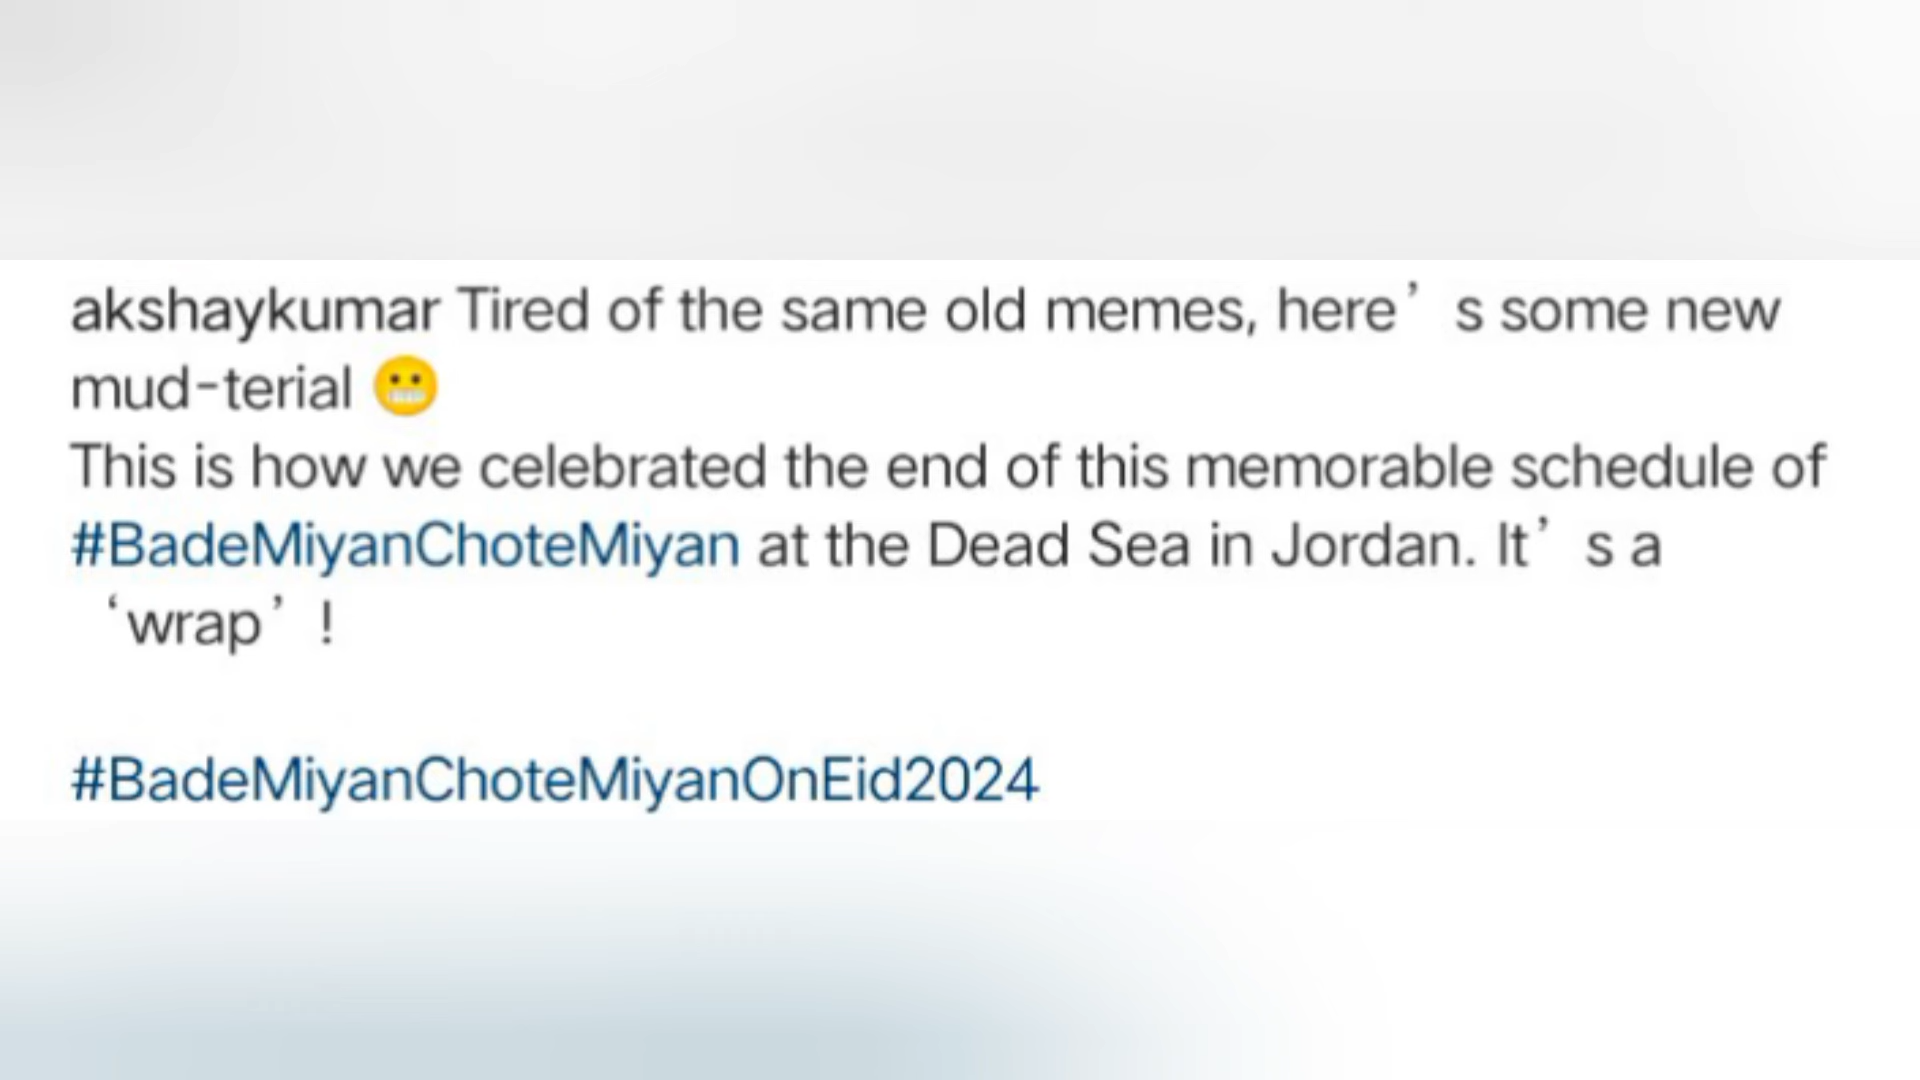 akshaykumar Tired of the same old memes, here’ s some new
mud-terial 😬
This is how we celebrated the end of this memorable schedule of
#BadeMiyanChoteMiyan at the Dead Sea in Jordan. It’ s a
‘wrap’ !
#BadeMiyanChoteMiyanOnEid2024